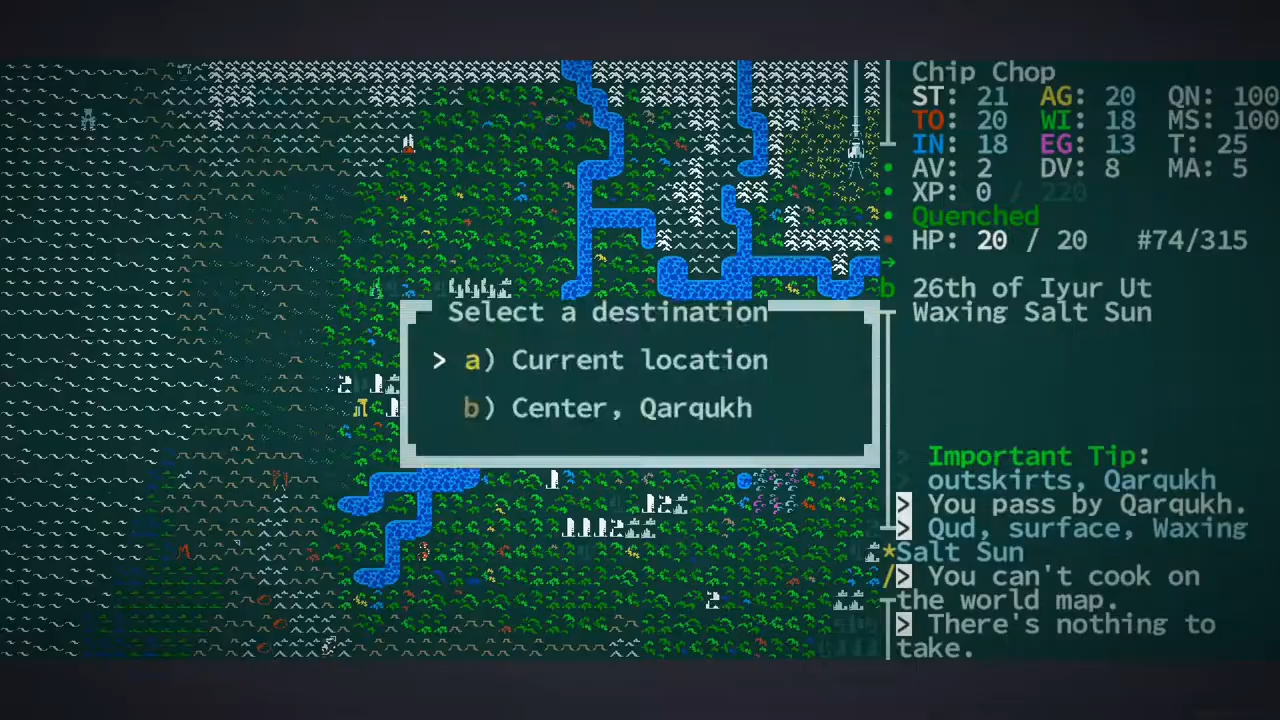 Chip Chop
ST: 21 AG: 20 QN: 100
TO: 20 WI: 18 MS: 100
IN: 18 EG: 13 T: 25
AV: 2 DV: 8 MA: 5
XP: 0 / 220
Quenched
HP: 20 / 20 #74/315
b 26th of Iyur Ut
Waxing Salt Sun
Select a destination
> a) Current location
b) Center, Qarqukh
> Important Tip:
outskirts, Qarqukh
> You pass by Qarqukh.
> Qud, surface, Waxing
*Salt Sun
/> You can't cook on
the world map.
> There's nothing to
take.